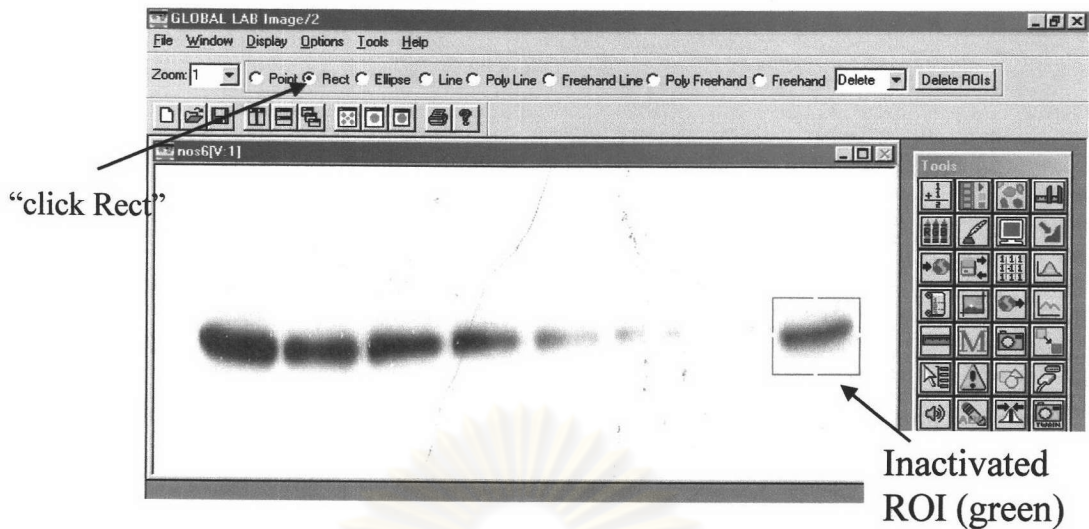 GLOBAL LAB Image/2
File Window Display Options Tools Help
Zoom: 1 Point Rect Ellipse Line Poly Line Freehand Line Poly Freehand Freehand Delete Delete ROIs
nos6[V:1]
Tools
“click Rect”
Inactivated
ROI (green)